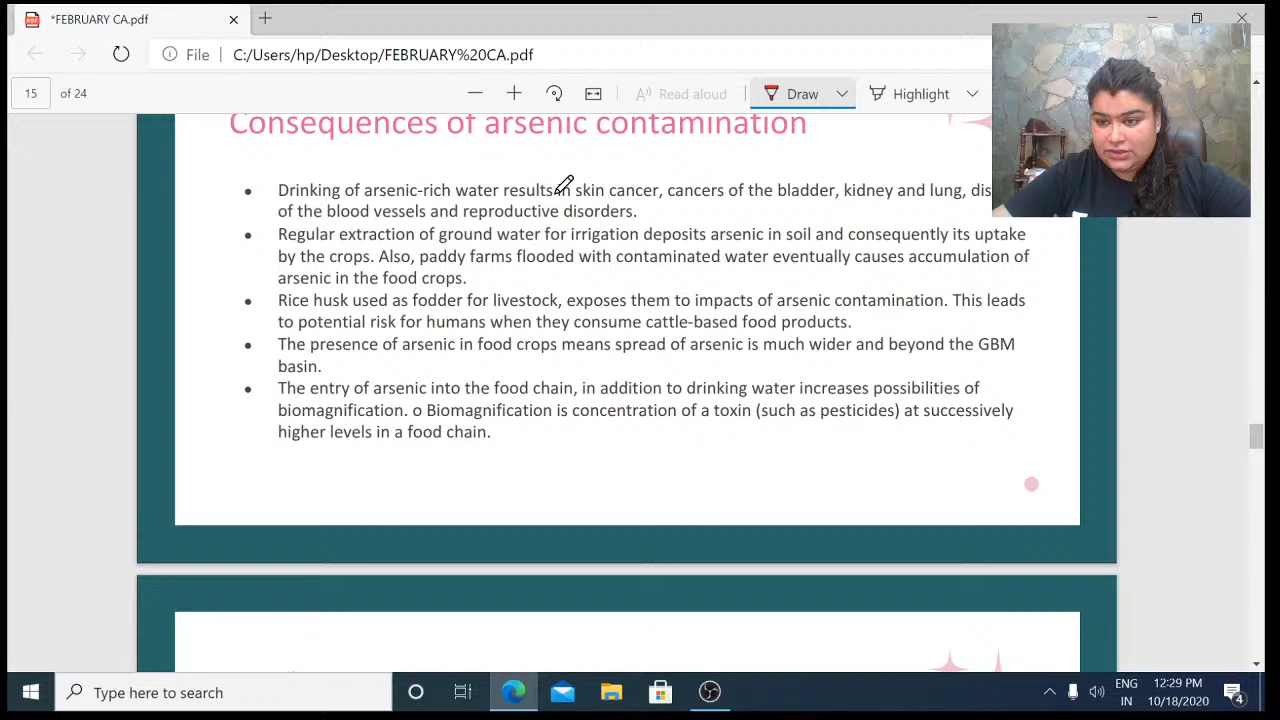 *FEBRUARY CA.pdf
File C:/Users/hp/Desktop/FEBRUARY%20CA.pdf
15 of 24 Read aloud Draw Highlight
Consequences of arsenic contamination
• Drinking of arsenic-rich water results in skin cancer, cancers of the bladder, kidney and lung, dis
of the blood vessels and reproductive disorders.
• Regular extraction of ground water for irrigation deposits arsenic in soil and consequently its uptake
by the crops. Also, paddy farms flooded with contaminated water eventually causes accumulation of
arsenic in the food crops.
• Rice husk used as fodder for livestock, exposes them to impacts of arsenic contamination. This leads
to potential risk for humans when they consume cattle-based food products.
• The presence of arsenic in food crops means spread of arsenic is much wider and beyond the GBM
basin.
• The entry of arsenic into the food chain, in addition to drinking water increases possibilities of
biomagnification. o Biomagnification is concentration of a toxin (such as pesticides) at successively
higher levels in a food chain.
Type here to search
ENG 12:29 PM
IN 10/18/2020 4